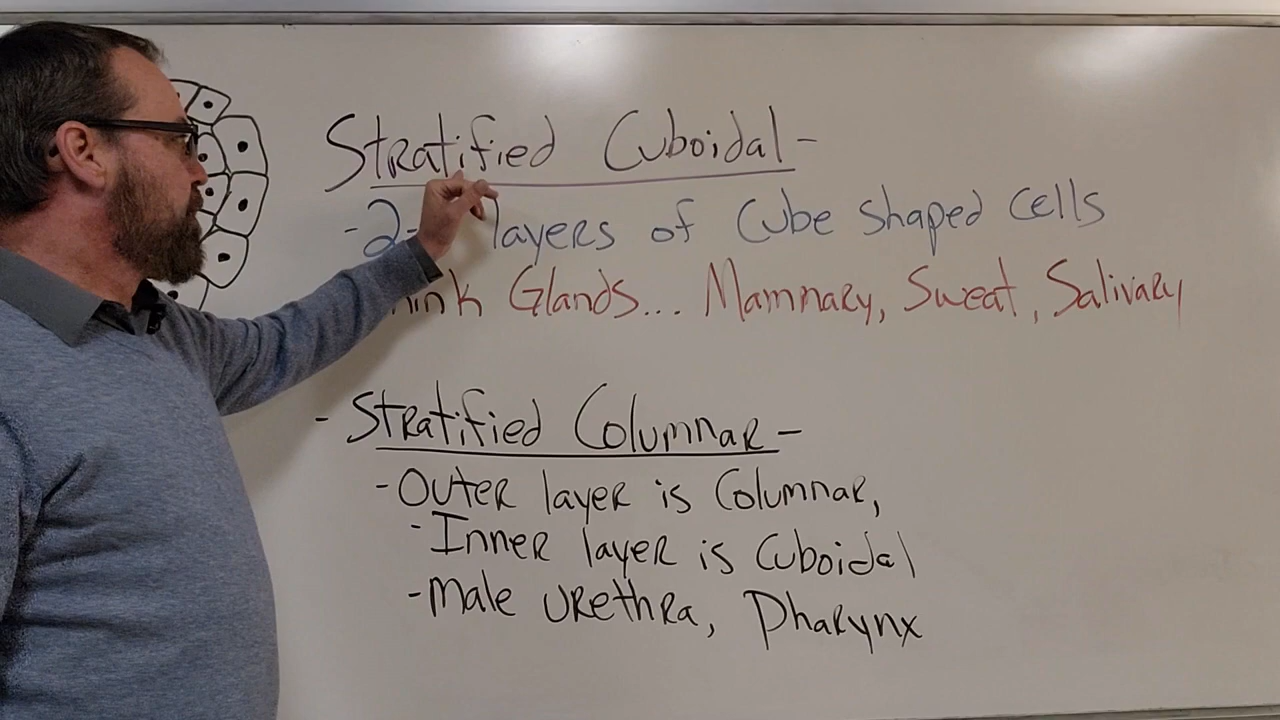 Stratified Cuboidal -
- 2- layers of Cube shaped cells
Glands... Mammary, Sweat, Salivary
- Stratified Columnar -
- Outer layer is Columnar,
- Inner layer is Cuboidal
- Male Urethra, Pharynx